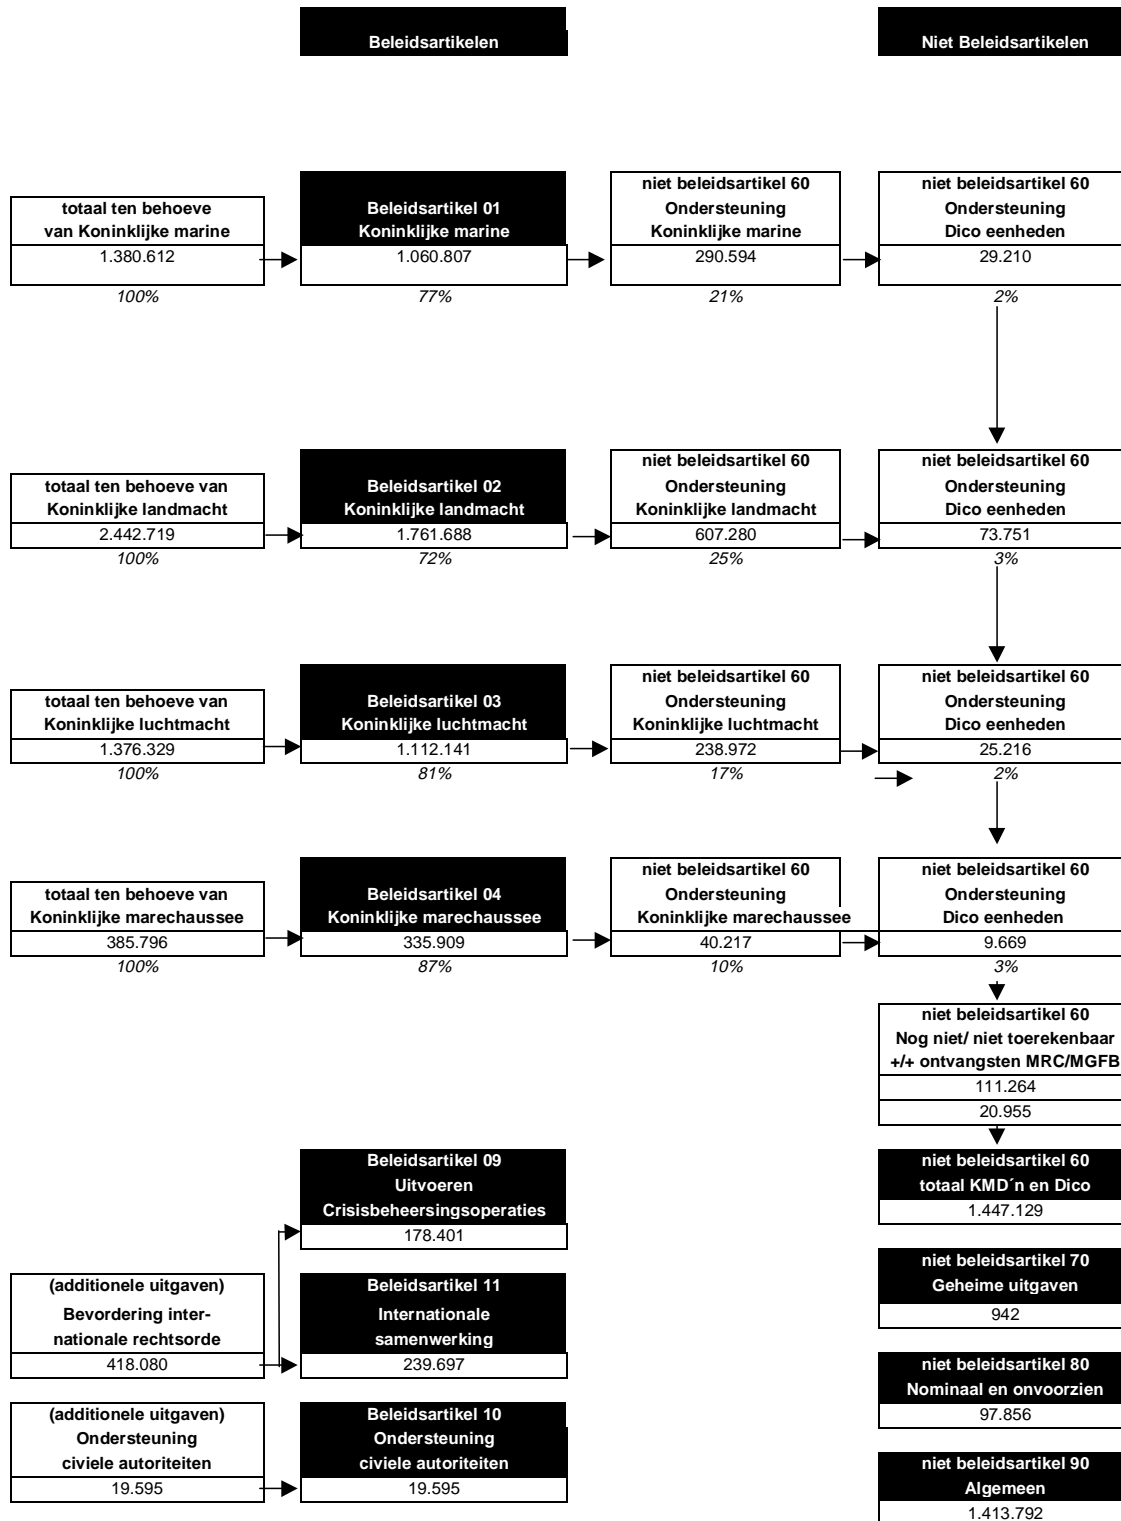 Beleidsartikelen
Niet Beleidsartikelen
totaal ten behoeve
van Koninklijke marine
1.380.612
100%
Beleidsartikel 01
Koninklijke marine
1.060.807
77%
niet beleidsartikel 60
Ondersteuning
Koninklijke marine
290.594
21%
niet beleidsartikel 60
Ondersteuning
Dico eenheden
29.210
2%
totaal ten behoeve van
Koninklijke landmacht
2.442.719
100%
Beleidsartikel 02
Koninklijke landmacht
1.761.688
72%
niet beleidsartikel 60
Ondersteuning
Koninklijke landmacht
607.280
25%
niet beleidsartikel 60
Ondersteuning
Dico eenheden
73.751
3%
totaal ten behoeve van
Koninklijke luchtmacht
1.376.329
100%
Beleidsartikel 03
Koninklijke luchtmacht
1.112.141
81%
niet beleidsartikel 60
Ondersteuning
Koninklijke luchtmacht
238.972
17%
niet beleidsartikel 60
Ondersteuning
Dico eenheden
25.216
2%
totaal ten behoeve van
Koninklijke marechaussee
385.796
100%
Beleidsartikel 04
Koninklijke marechaussee
335.909
87%
niet beleidsartikel 60
Ondersteuning
Koninklijke marechaussee
40.217
10%
niet beleidsartikel 60
Ondersteuning
Dico eenheden
9.669
3%
niet beleidsartikel 60
Nog niet/ niet toerekenbaar
+/+ ontvangsten MRC/MGFB
111.264
20.955
niet beleidsartikel 60
totaal KMD´n en Dico
1.447.129
Beleidsartikel 09
Uitvoeren
Crisisbeheersingsoperaties
178.401
(additionele uitgaven)
Bevordering inter-
nationale rechtsorde
418.080
Beleidsartikel 11
Internationale
samenwerking
239.697
niet beleidsartikel 70
Geheime uitgaven
942
niet beleidsartikel 80
Nominaal en onvoorzien
97.856
(additionele uitgaven)
Ondersteuning
civiele autoriteiten
19.595
Beleidsartikel 10
Ondersteuning
civiele autoriteiten
19.595
niet beleidsartikel 90
Algemeen
1.413.792